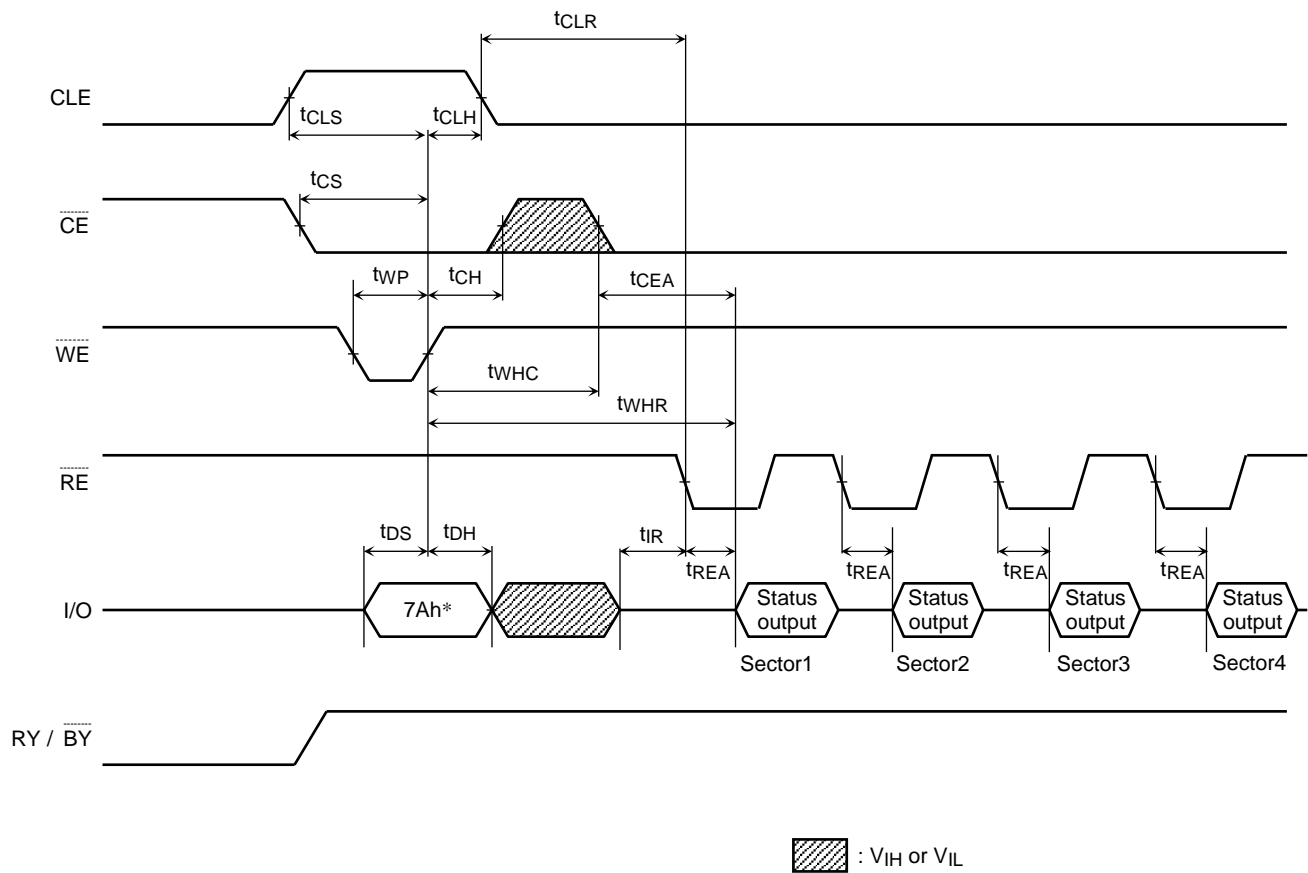 tCLR
CLE
tCLS
tCLH
tCS
CE
tWP
tCH
tCEA
WE
tWHC
tWHR
RE
tDS
tDH
tIR
tREA
tREA
tREA
tREA
I/O
7Ah*
Status output
Status output
Status output
Status output
Sector1
Sector2
Sector3
Sector4
RY / BY
: VIH or VIL